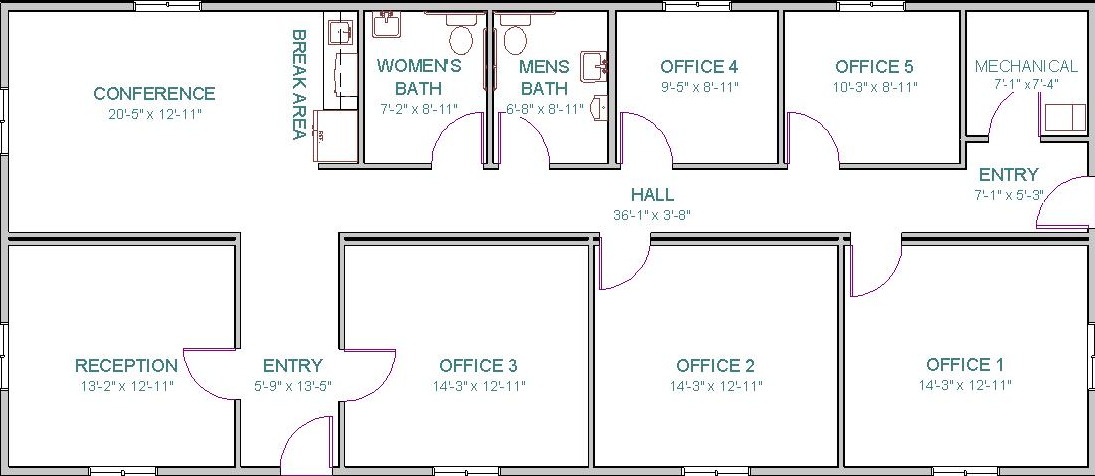 CONFERENCE
20'-5" x 12'-11"
BREAK AREA
REF.
WOMEN'S
BATH
7'-2" x 8'-11"
MENS
BATH
6'-8" x 8'-11"
OFFICE 4
9'-5" x 8'-11"
OFFICE 5
10'-3" x 8'-11"
MECHANICAL
7'-1" x 7'-4"
ENTRY
7'-1" x 5'-3"
HALL
36'-1" x 3'-8"
RECEPTION
13'-2" x 12'-11"
ENTRY
5'-9" x 13'-5"
OFFICE 3
14'-3" x 12'-11"
OFFICE 2
14'-3" x 12'-11"
OFFICE 1
14'-3" x 12'-11"